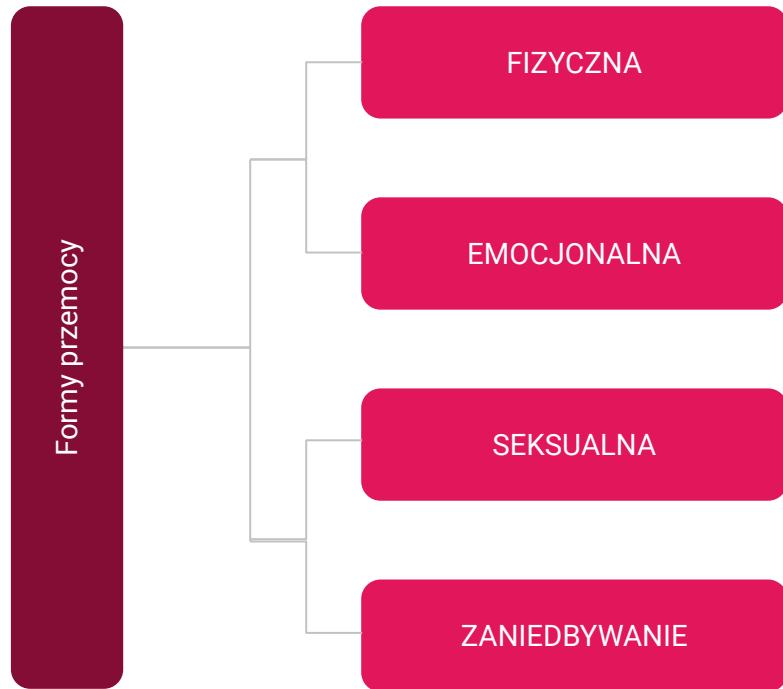 Formy przemocy
FIZYCZNA
EMOCJONALNA
SEKSUALNA
ZANIEDBYWANIE